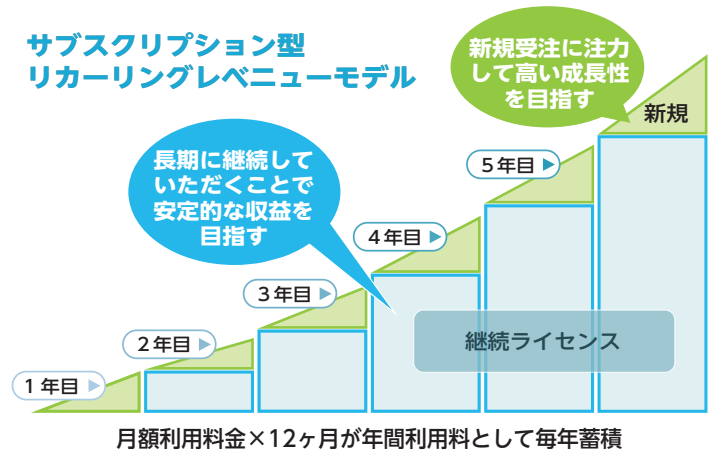 サブスクリプション型
リカーリングレベニューモデル
新規受注に注力
して高い成長性
を目指す
新規
長期に継続して
いただくことで
安定的な収益を
目指す
5年目
4年目
3年目
2年目
1年目
継続ライセンス
月額利用料金×12ヶ月が年間利用料として毎年蓄積